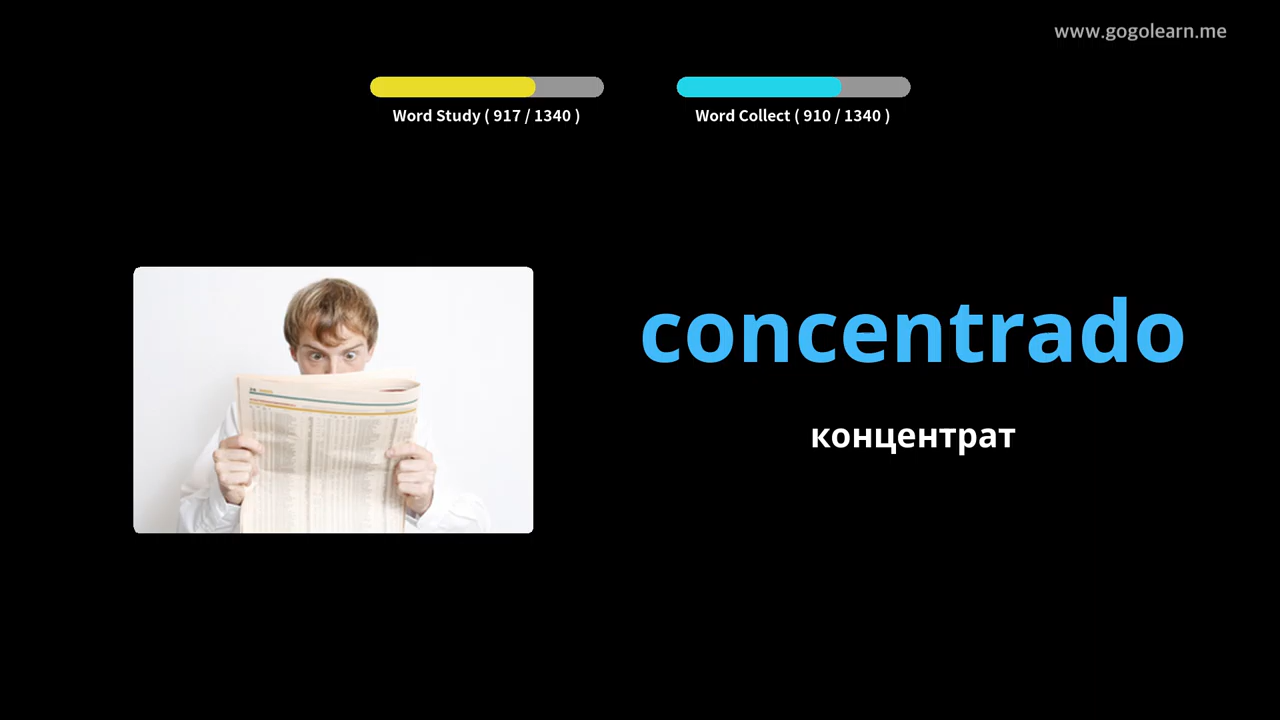 www.gogolearn.me
Word Study ( 917 / 1340 )
Word Collect ( 910 / 1340 )
concentrado
концентрат